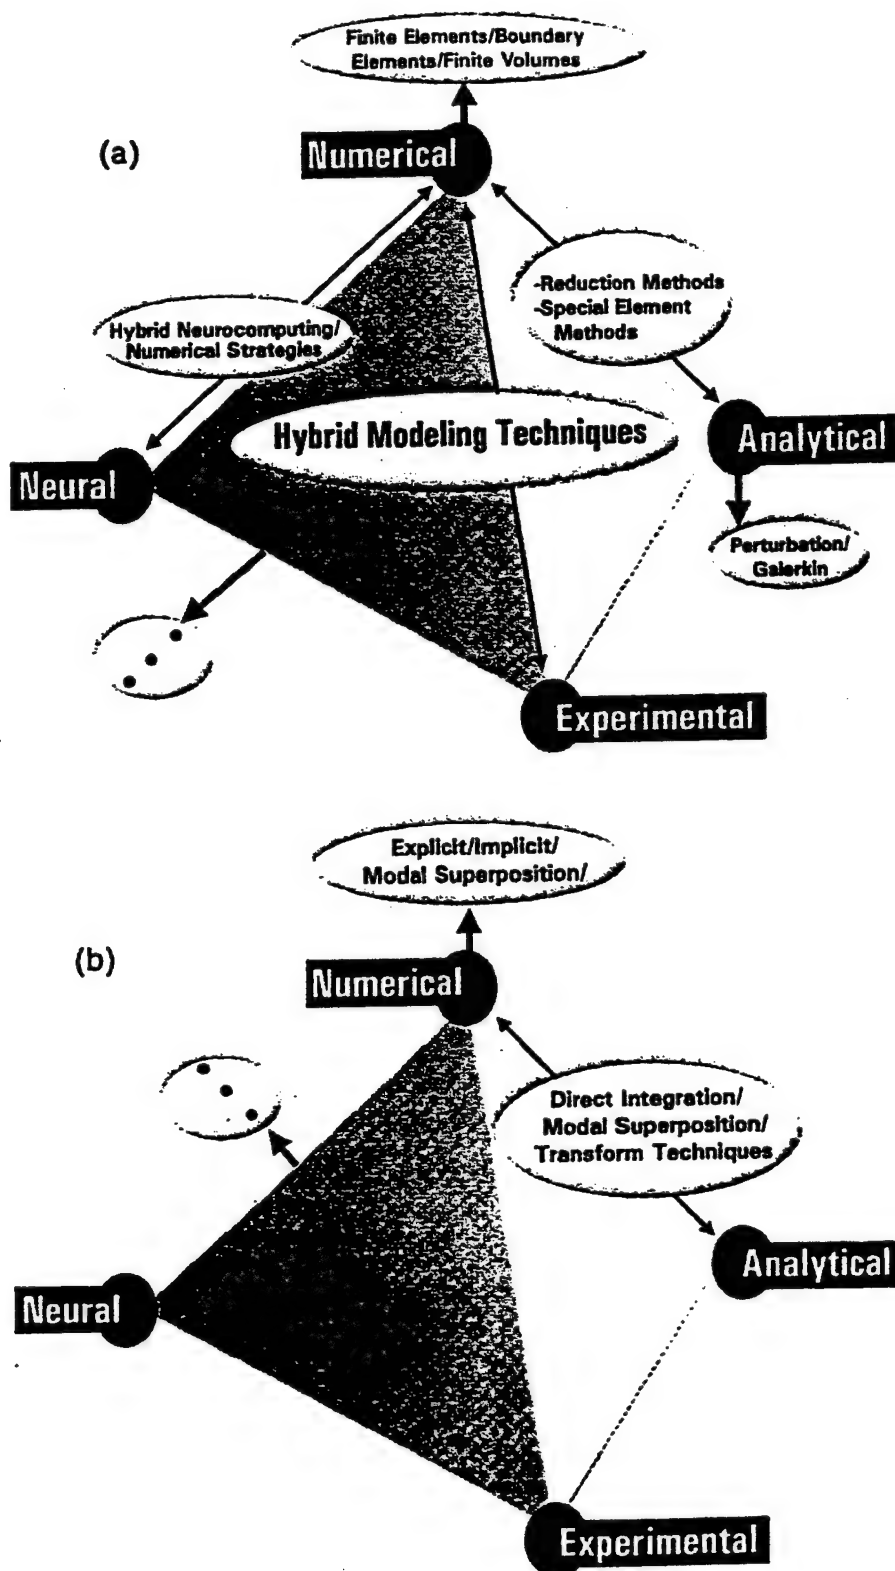 Finite Elements/Boundary
Elements/Finite Volumes
(a)
Numerical
-Reduction Methods
-Special Element
Methods
Hybrid Neurocomputing/
Numerical Strategies
Hybrid Modeling Techniques
Analytical
Neural
Perturbation/
Galerkin
Experimental
Explicit/Implicit/
Modal Superposition/
(b)
Numerical
Direct Integration/
Modal Superposition/
Transform Techniques
Analytical
Neural
Experimental